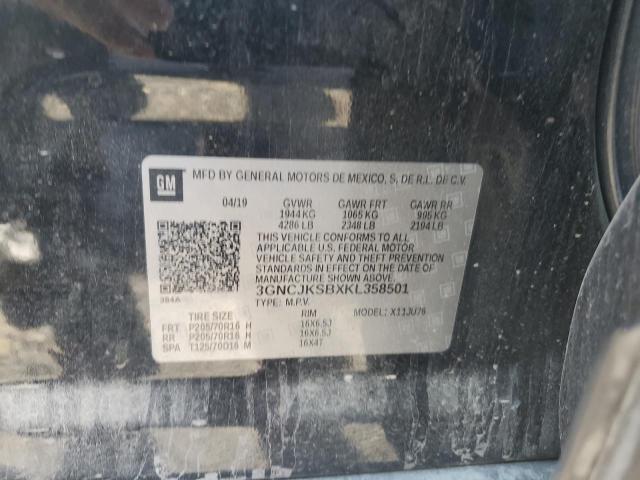 GM
MFD BY GENERAL MOTORS DE MEXICO, S, DE R.L. DE C.V.
04/19 GVWR GAWR FRT GAWR RR
1944 KG 1065 KG 995 KG
4286 LB 2348 LB 2194 LB
THIS VEHICLE CONFORMS TO ALL
APPLICABLE U.S. FEDERAL MOTOR
VEHICLE SAFETY AND THEFT PREVENTION
STANDARDS IN EFFECT ON THE DATE OF
MANUFACTURE SHOWN ABOVE.
3GNCJKSBXKL358501
384A TYPE: M.P.V. MODEL: X11JU76
TIRE SIZE RIM
FRT P205/70R16 H 16X6.5J
RR P205/70R16 H 16X6.5J
SPA T125/70D16 M 16X4T